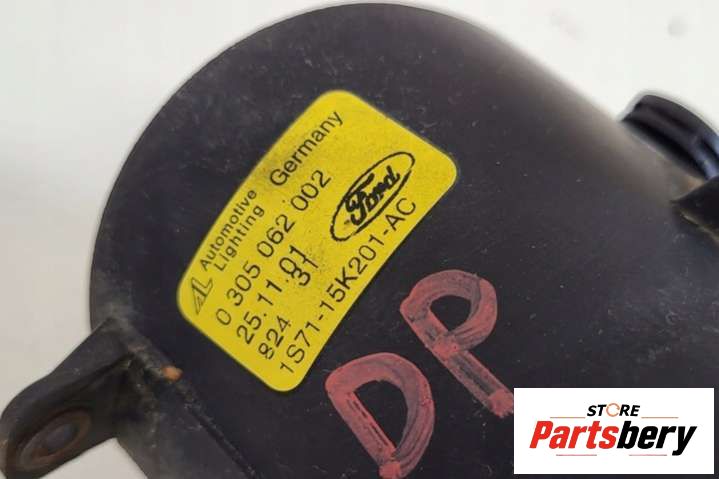 Automotive
Lighting Germany
0 305 062 002
25.11.01
824 31
1S71-15K201-AC
Ford
DP
STORE
Partsbery